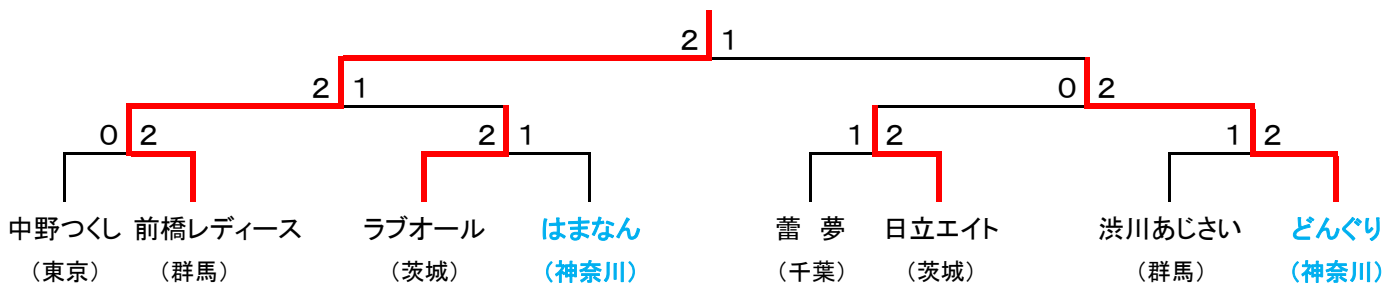 ２ １
２ １ ０ ２
０ ２ ２ １ １ ２ １ ２
中野つくし 前橋レディース ラブオール はまなん 蕾　夢 日立エイト 渋川あじさい どんぐり
（東京） （群馬） （茨城） （神奈川） （千葉） （茨城） （群馬） （神奈川）